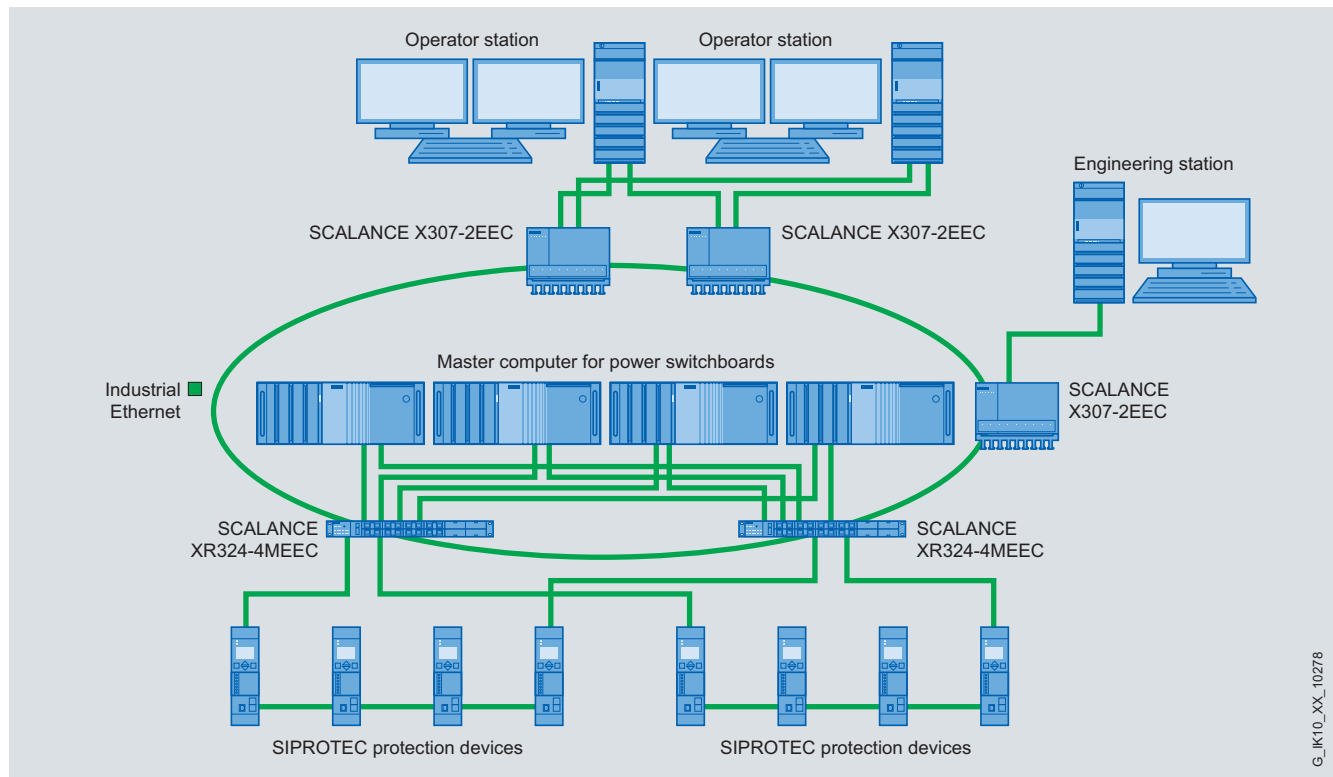 Operator station
Operator station
Engineering station
SCALANCE X307-2EEC
SCALANCE X307-2EEC
Master computer for power switchboards
Industrial
Ethernet
SCALANCE
X307-2EEC
SCALANCE
XR324-4MEEC
SCALANCE
XR324-4MEEC
SIPROTEC protection devices
SIPROTEC protection devices
G_IK10_XX_10278